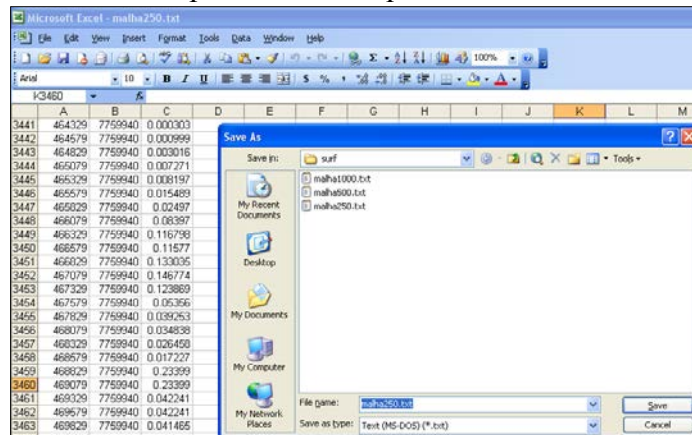 Microsoft Excel - malha250.txt
File Edit View Insert Format Tools Data Window Help
100%
Arial 10 B I U $ % ,
K3460 fx
A B C D E F G H I J K L M
3441 464329 7759940 0.000303
3442 464579 7759940 0.000999
3443 464829 7759940 0.003016
3444 465079 7759940 0.007271
3445 465329 7759940 0.008197
3446 465579 7759940 0.015489
3447 465829 7759940 0.02497
3448 466079 7759940 0.08397
3449 466329 7759940 0.116798
3450 466579 7759940 0.11577
3451 466829 7759940 0.133035
3452 467079 7759940 0.146774
3453 467329 7759940 0.123869
3454 467579 7759940 0.05356
3455 467829 7759940 0.039253
3456 468079 7759940 0.034838
3457 468329 7759940 0.026458
3458 468579 7759940 0.017227
3459 468829 7759940 0.23399
3460 469079 7759940 0.23399
3461 469329 7759940 0.042241
3462 469579 7759940 0.042241
3463 469829 7759940 0.041465
Save As
Save in: surf Tools
malha1000.txt
malha500.txt
malha250.txt
My Recent
Documents
Desktop
My Documents
My Computer
My Network
Places
File name: malha250.txt Save
Save as type: Text (MS-DOS) (*.txt) Cancel